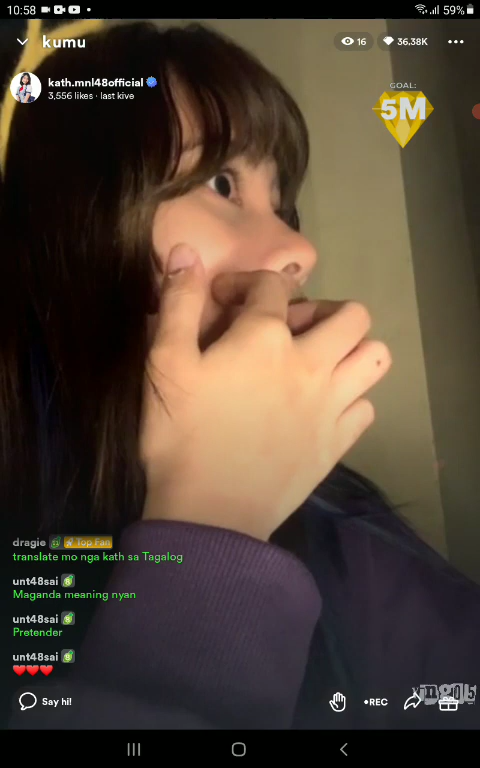 10:58
59%
kumu
16
36.38K
kath.mnl48official
3,556 likes · last kive
GOAL:
5M
dragie Top Fan
translate mo nga kath sa Tagalog
unt48sai
Maganda meaning nyan
unt48sai
Pretender
unt48sai
Say hi!
•REC